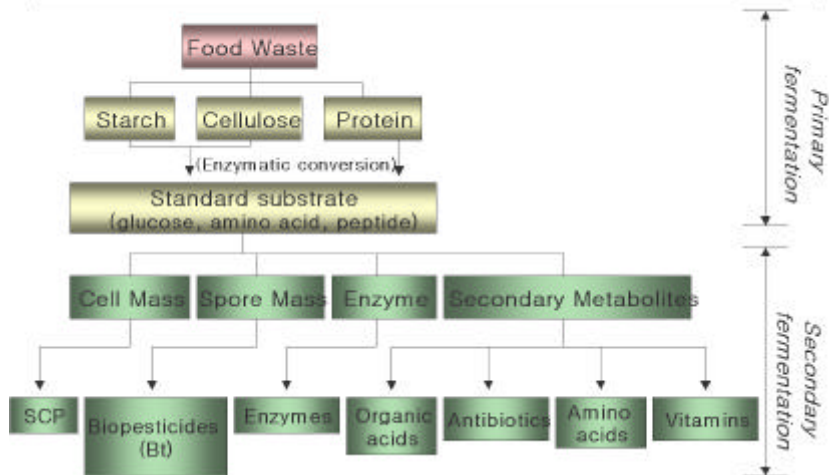 Food Waste
Starch
Cellulose
Protein
(Enzymatic conversion)
Standard substrate
(glucose, amino acid, peptide)
Primary
fermentation
Cell Mass
Spore Mass
Enzyme
Secondary Metabolites
SCP
Biopesticides
(Bt)
Enzymes
Organic
acids
Antibiotics
Amino
acids
Vitamins
Secondary
fermentation